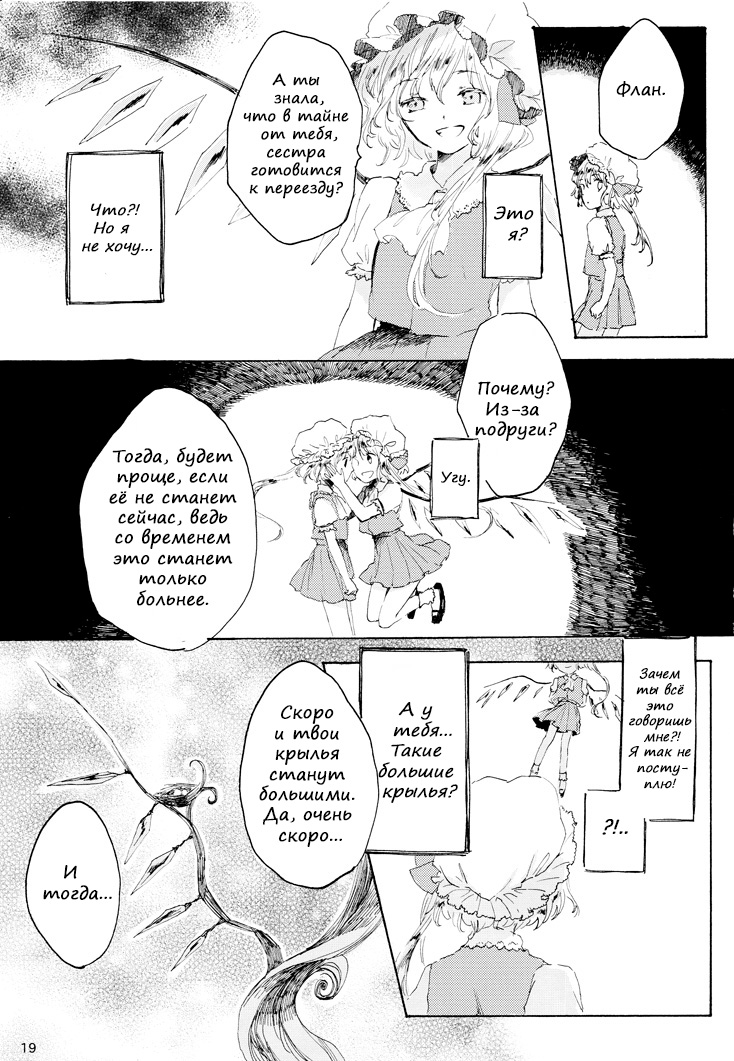 Флан.
Это
я?
А ты
знала,
что в тайне
от тебя,
сестра
готовится
к переезду?
Что?!
Но я
не хочу...
Почему?
Из-за
подруги?
Угу.
Тогда, будет
проще, если
её не станет
сейчас, ведь
со временем
это станет
только
больнее.
Зачем
ты всё
это
говоришь
мне?!
Я так не
посту-
плю!
?!..
А у
тебя...
Такие
большие
крылья?
Скоро
и твои
крылья
станут
большими.
Да, очень
скоро...
И
тогда...
19